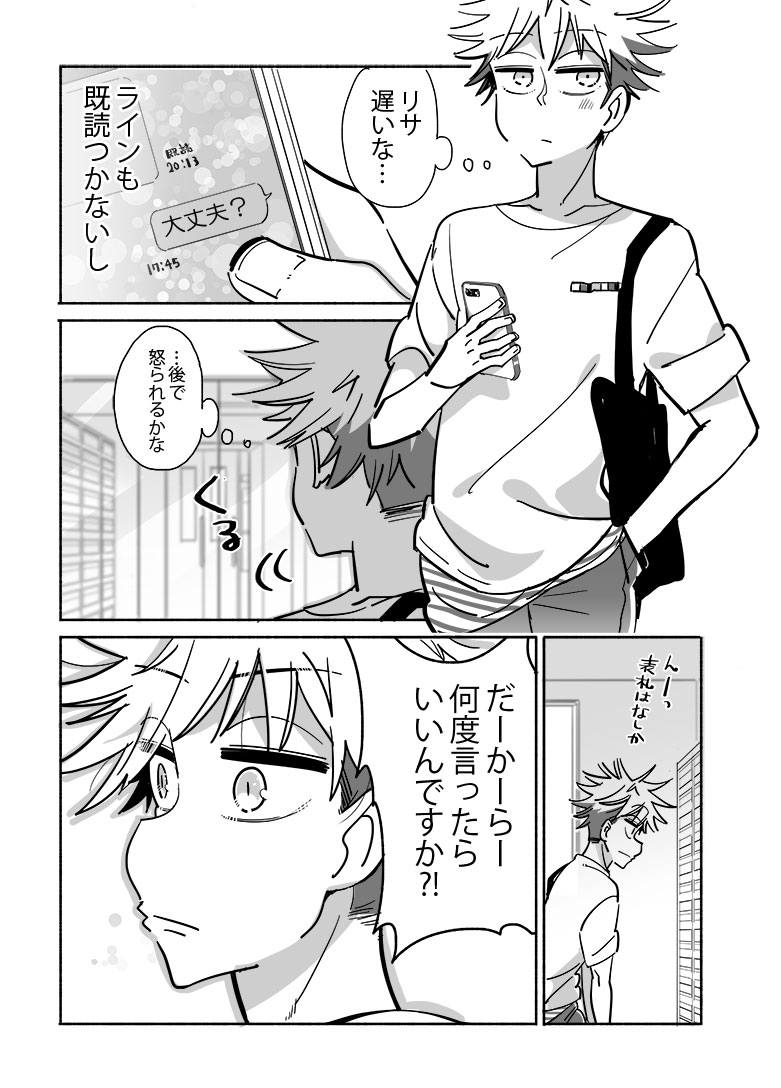 リサ
遅いな…
ラインも
既読つかないし
既読
20:13
大丈夫？
17:45
…後で
怒られるかな
くる
んーっ
表札はなしか
だーかーらー
何度言ったら
いいんですか⁈